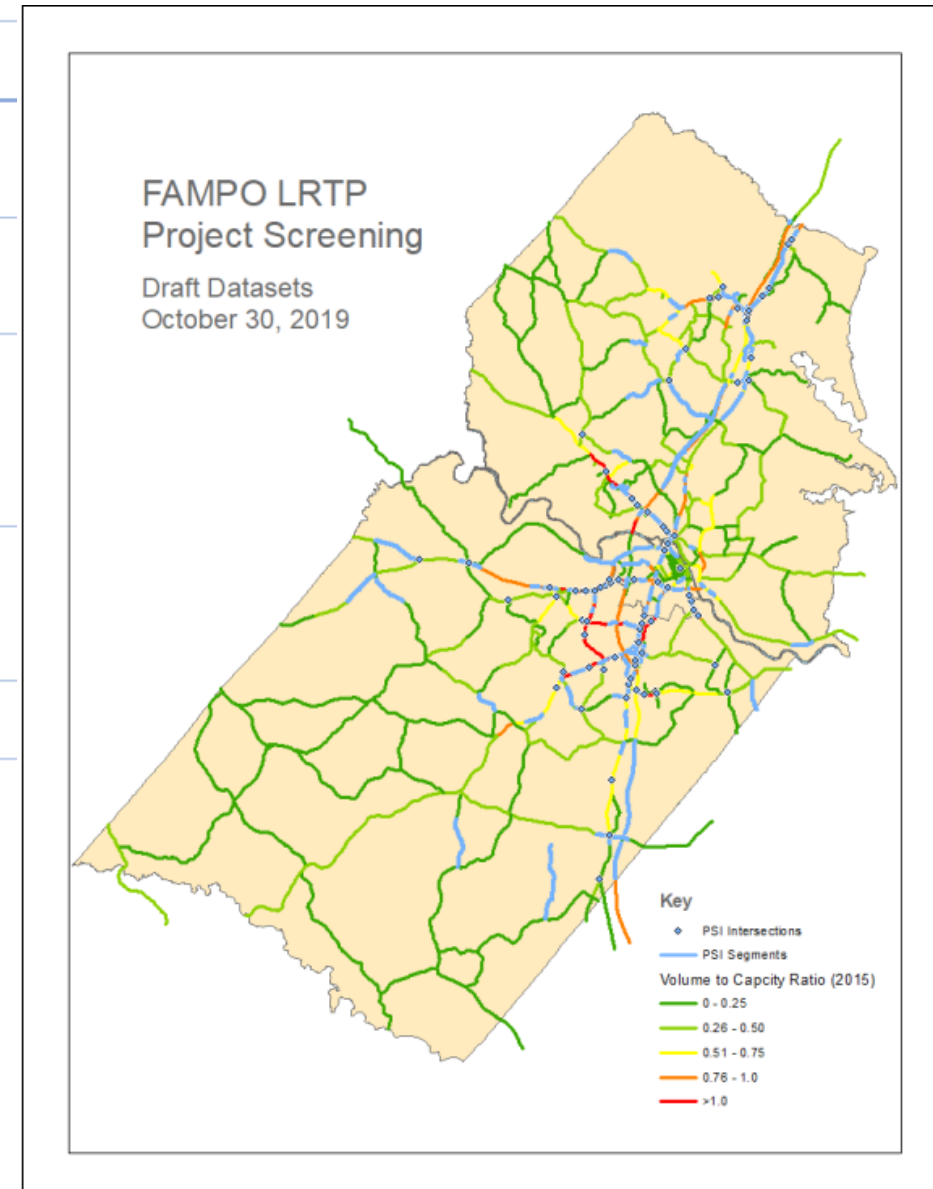 FAMPO LRTP
Project Screening
Draft Datasets
October 30, 2019
Key
PSI Intersections
PSI Segments
Volume to Capcity Ratio (2015)
0 - 0.25
0.26 - 0.50
0.51 - 0.75
0.76 - 1.0
>1.0